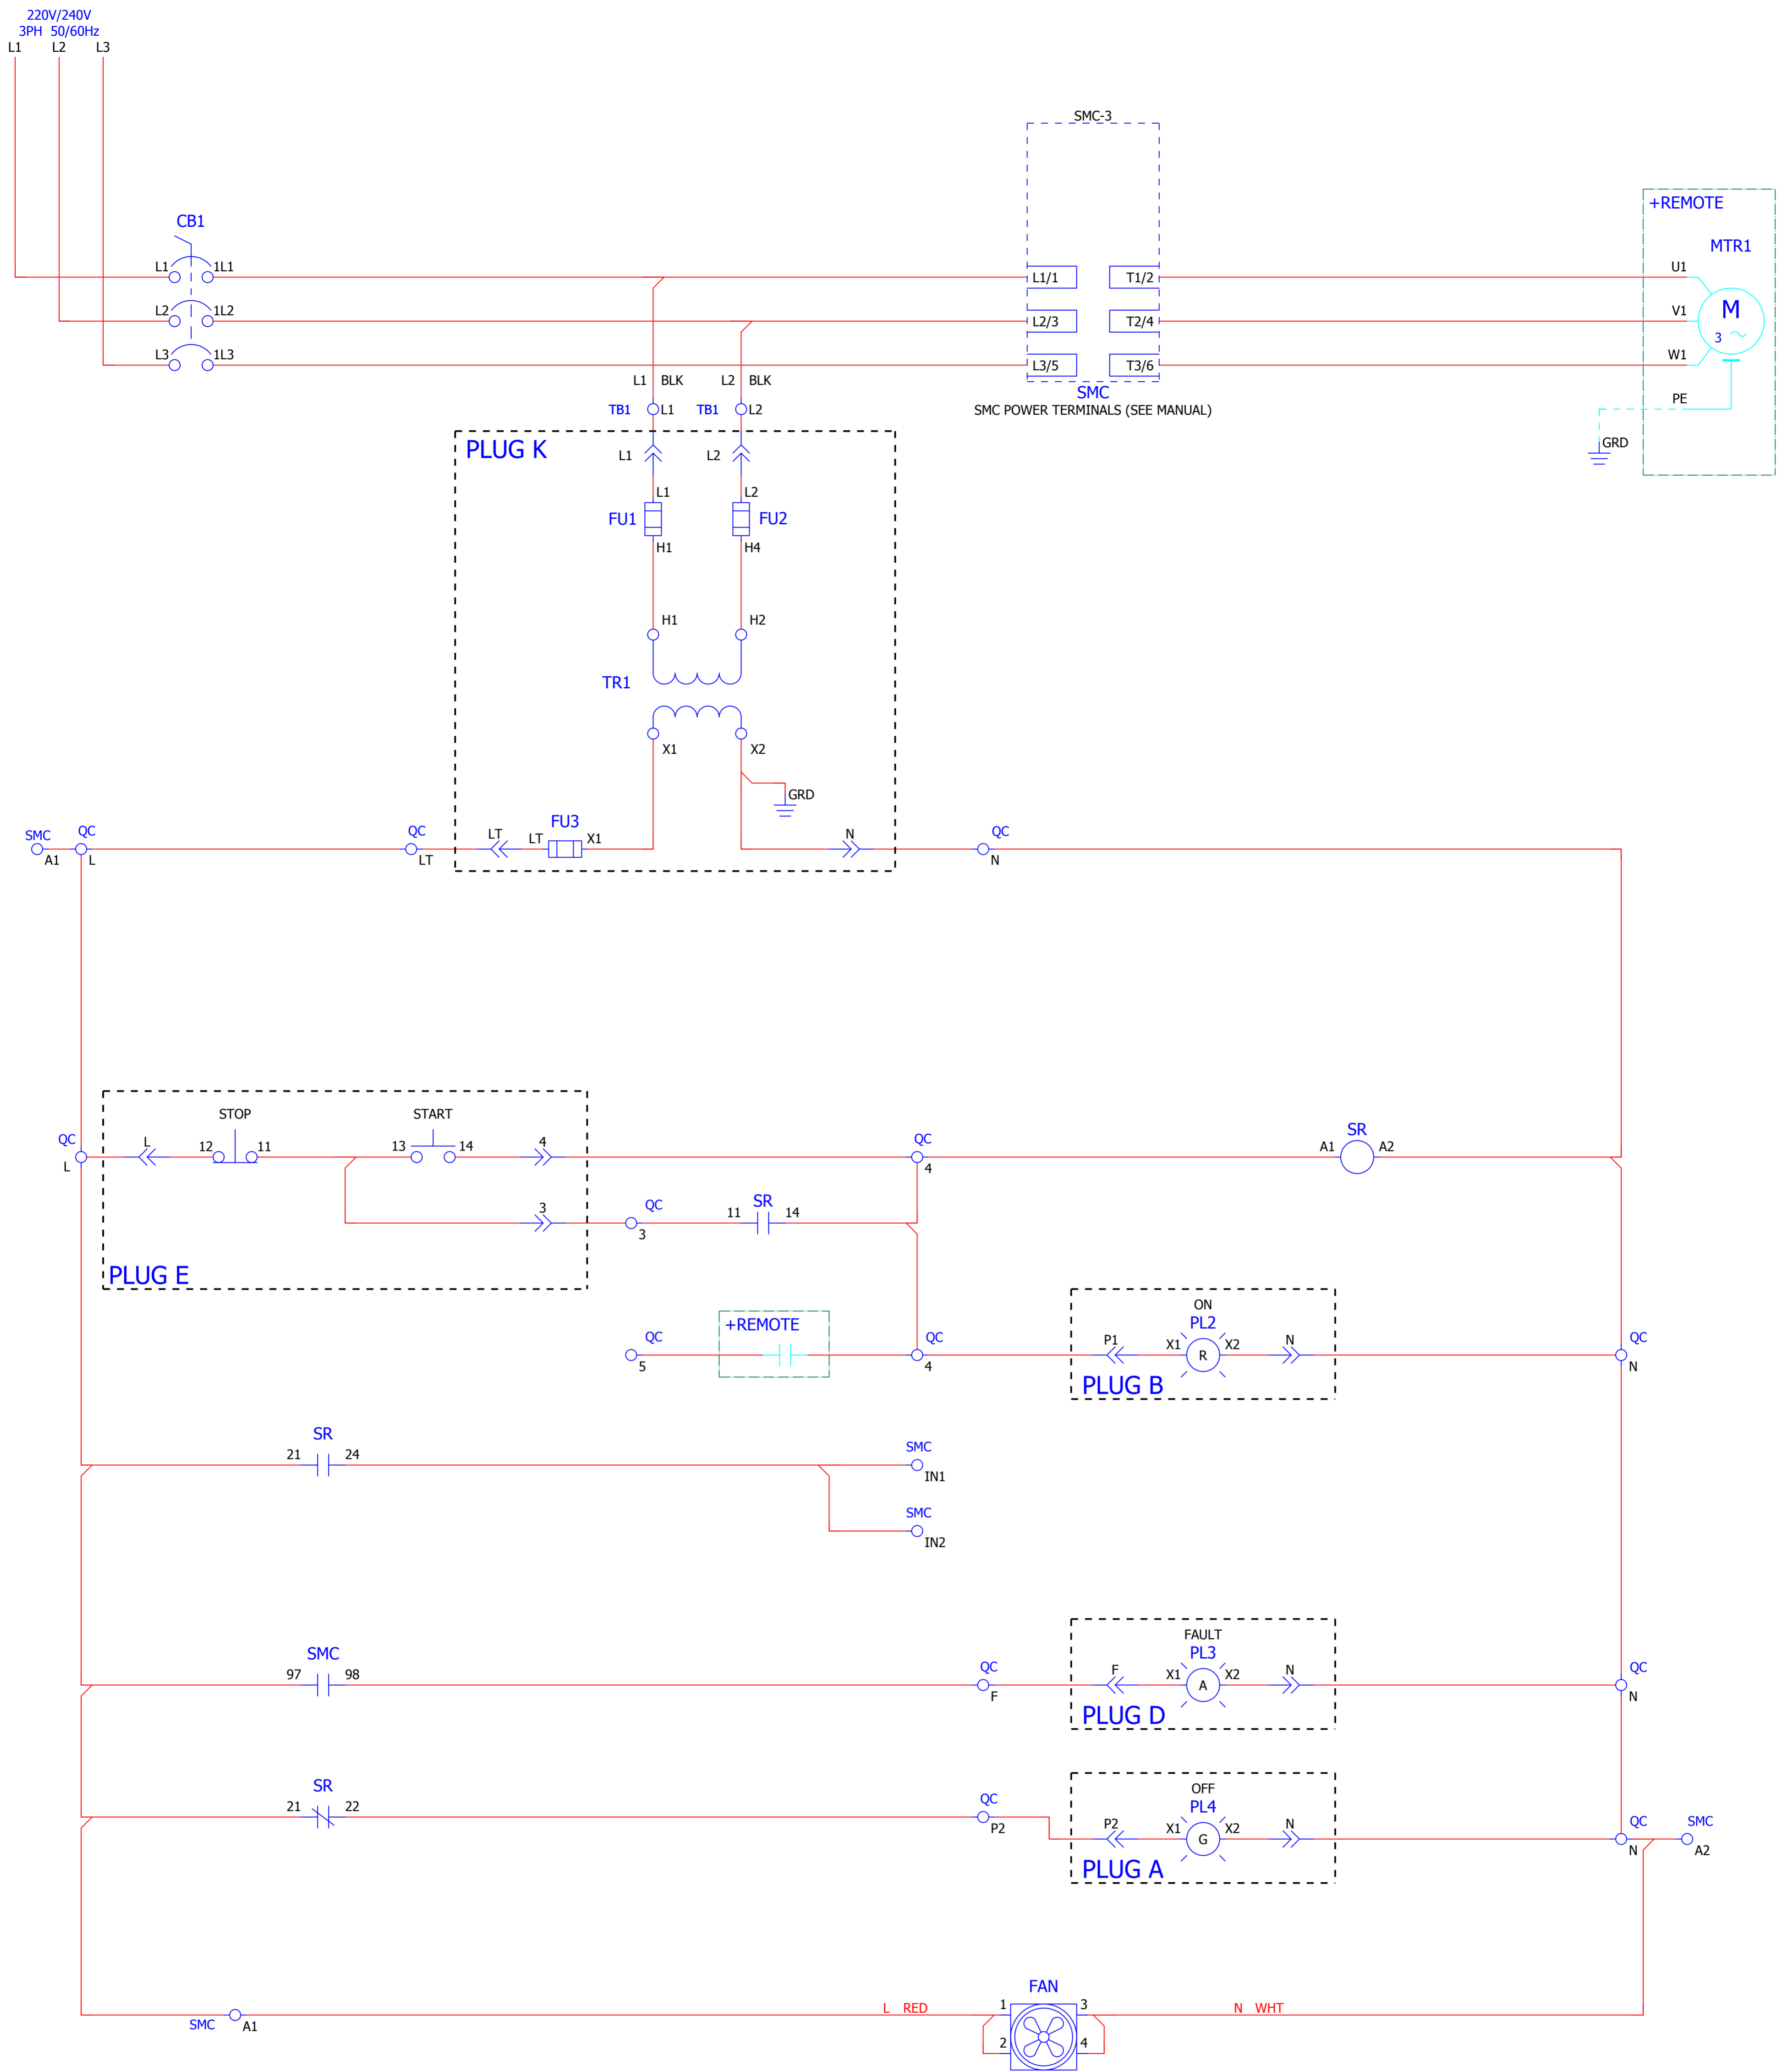 220V/240V
3PH 50/60Hz
L1 L2 L3
SMC-3
+REMOTE
CB1
MTR1
L1 1L1 L1/1 T1/2 U1
L2 1L2 L2/3 T2/4 V1 M
3
L3 1L3 L3/5 T3/6 W1
L1 BLK L2 BLK
SMC
PE
TB1 L1 TB1 L2
SMC POWER TERMINALS (SEE MANUAL)
GRD
PLUG K
L1 L2
L1 L2
FU1 FU2
H1 H4
H1 H2
TR1
X1 X2
GRD
SMC QC QC LT LT FU3 X1 N QC
A1 L LT N
STOP START
QC L 12 11 13 14 4 QC A1 SR A2
L 4
3 QC 11 SR 14
3
PLUG E
ON
+REMOTE
PL2
QC QC P1 X1 R X2 N QC
5 4 N
PLUG B
SR
21 24 SMC
IN1
SMC
IN2
FAULT
SMC PL3
97 98 QC F X1 A X2 N QC
F N
PLUG D
SR OFF
21 22 QC PL4
P2 P2 X1 G X2 N QC SMC
N A2
PLUG A
FAN
L RED 1 3 N WHT
SMC A1
2 4